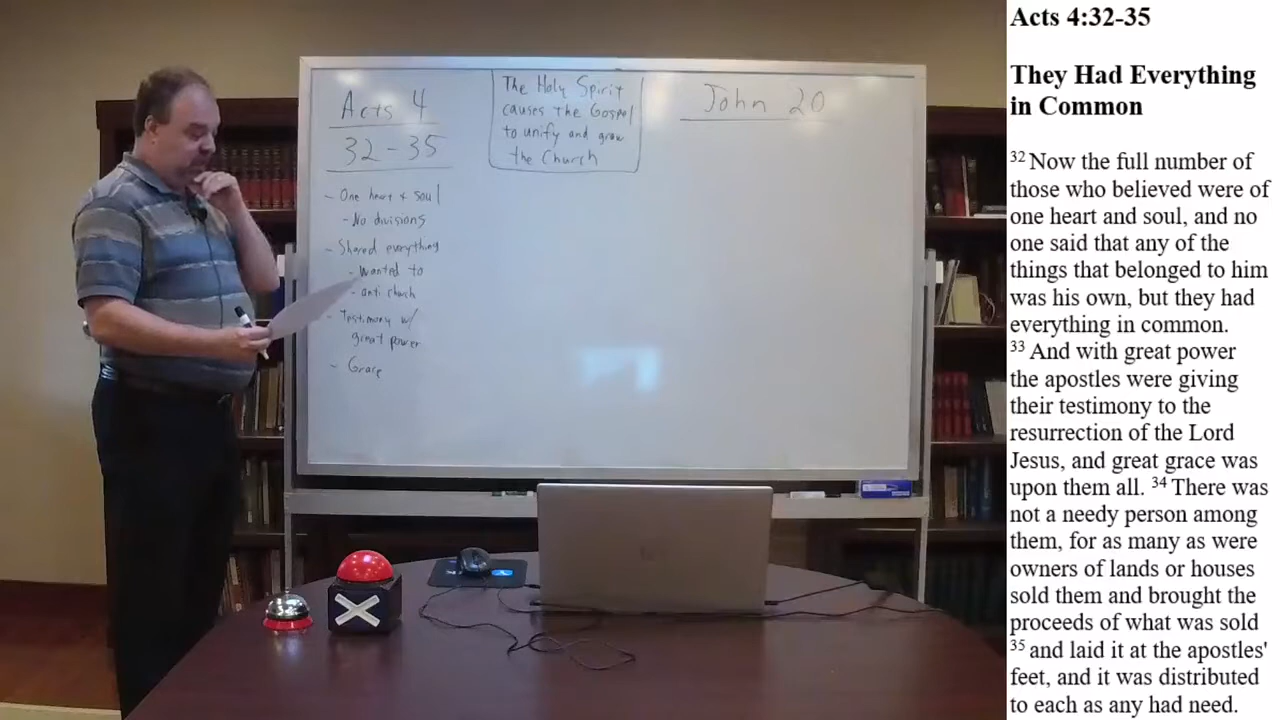 Acts 4
32-35
- One heart & soul
- No divisions
- Shared everything
- Wanted to
- anti church
- Testimony w/
great power
- Grace
The Holy Spirit
causes the Gospel
to unify and grow
the Church
John 20
Acts 4:32-35
They Had Everything
in Common
32 Now the full number of
those who believed were of
one heart and soul, and no
one said that any of the
things that belonged to him
was his own, but they had
everything in common.
33 And with great power
the apostles were giving
their testimony to the
resurrection of the Lord
Jesus, and great grace was
upon them all. 34 There was
not a needy person among
them, for as many as were
owners of lands or houses
sold them and brought the
proceeds of what was sold
35 and laid it at the apostles'
feet, and it was distributed
to each as any had need.